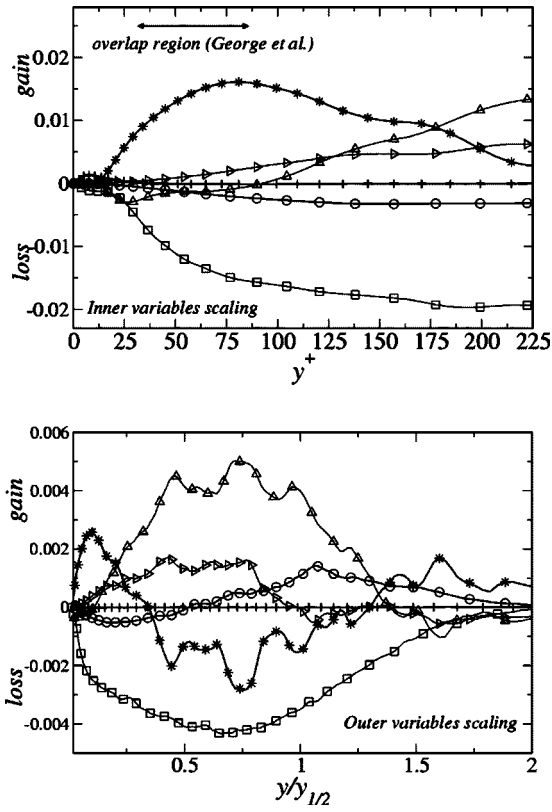 overlap region (George et al.)
gain
loss
0.02
0.01
0
-0.01
-0.02
Inner variables scaling
0 25 50 75 100 125 150 175 200 225
y+
gain
loss
0.006
0.004
0.002
0
-0.002
-0.004
Outer variables scaling
0.5 1 1.5 2
y/y1/2